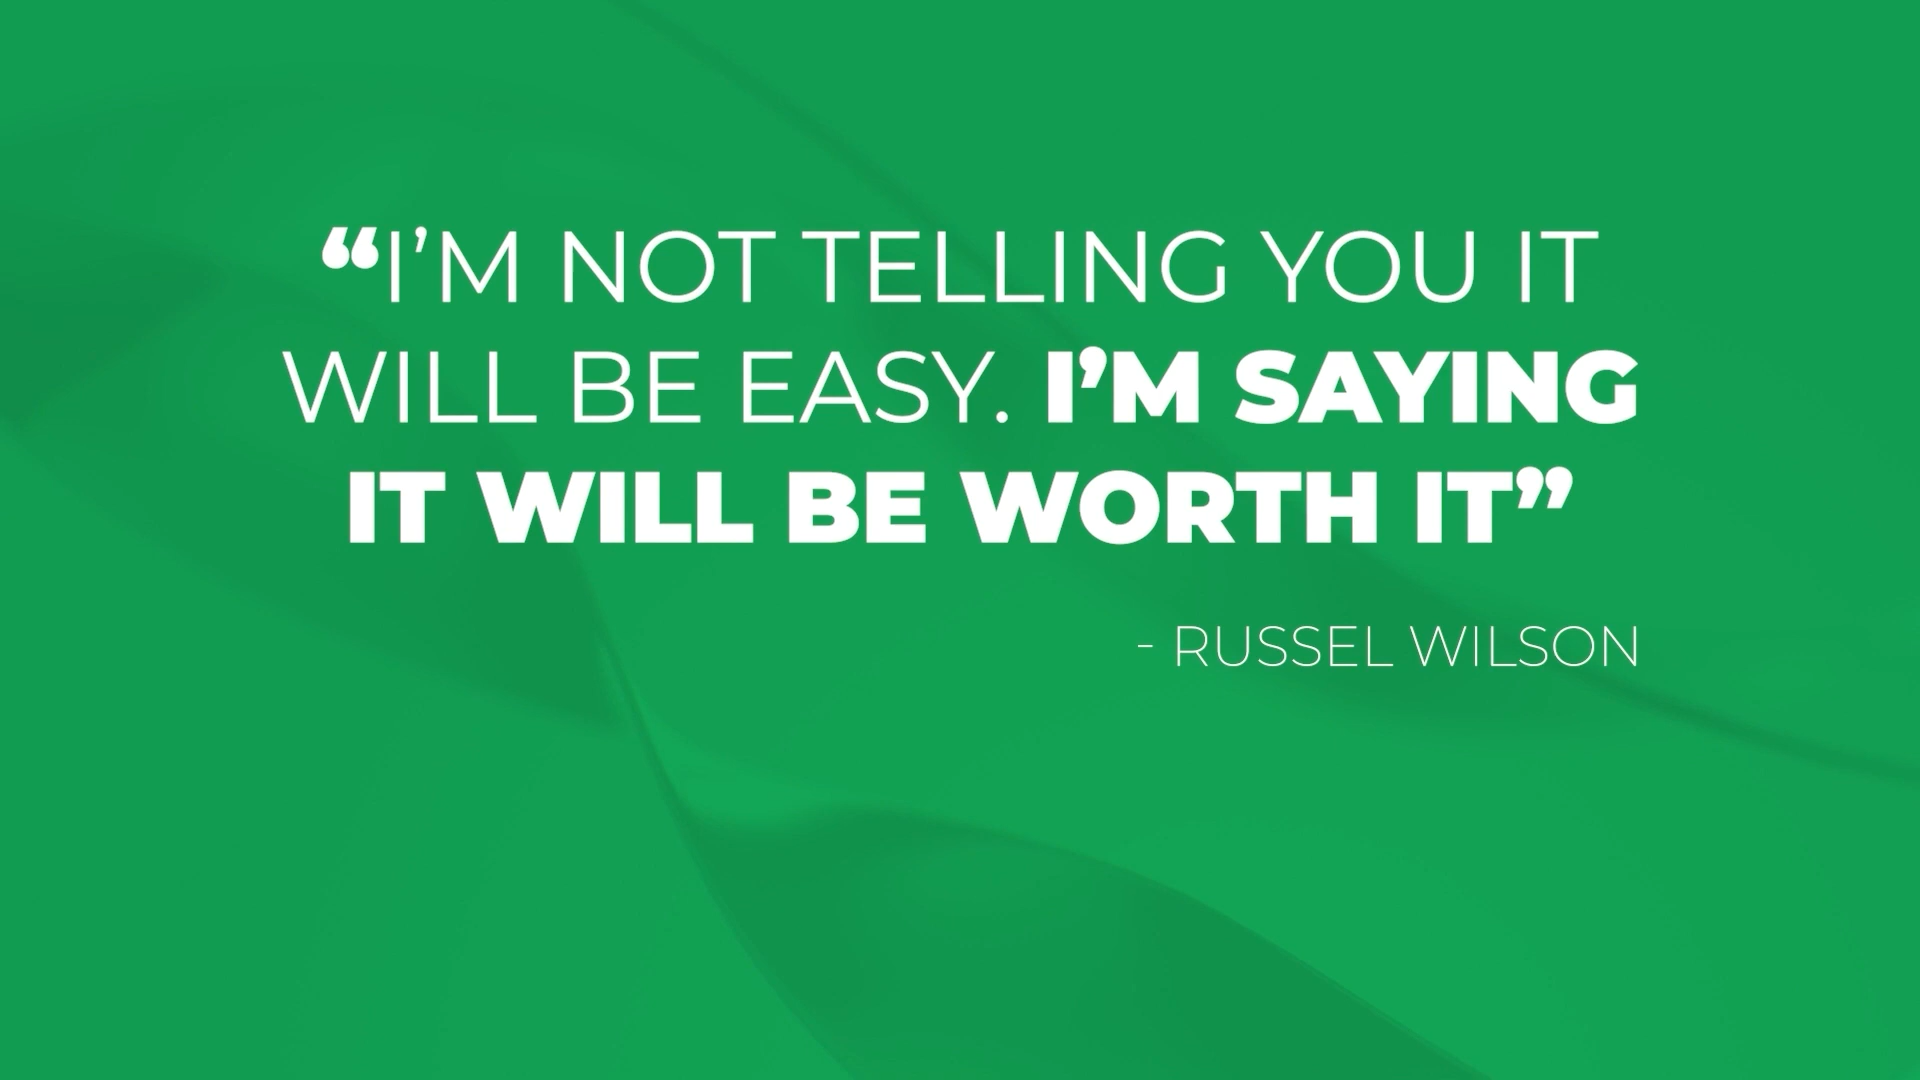 “I’M NOT TELLING YOU IT
WILL BE EASY. I’M SAYING
IT WILL BE WORTH IT”
- RUSSEL WILSON